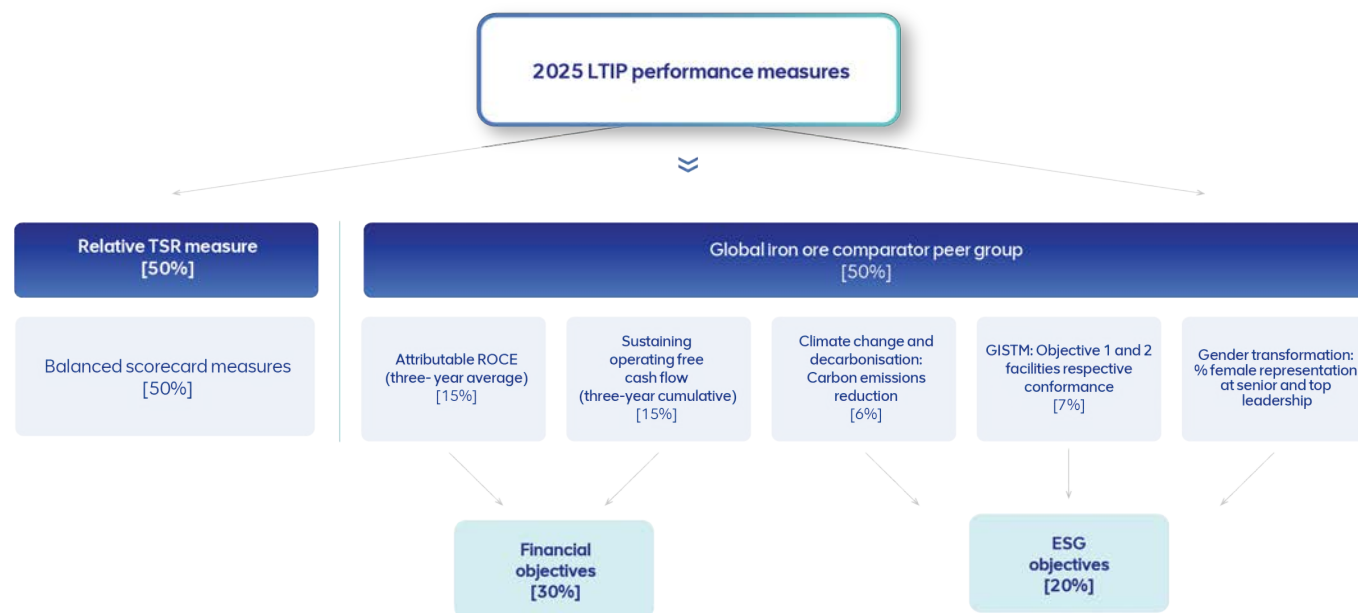 2025 LTIP performance measures
Relative TSR measure
[50%]
Global iron ore comparator peer group
[50%]
Balanced scorecard measures
[50%]
Attributable ROCE
(three- year average)
[15%]
Sustaining
operating free
cash flow
(three-year cumulative)
[15%]
Climate change and
decarbonisation:
Carbon emissions
reduction
[6%]
GISTM: Objective 1 and 2
facilities respective
conformance
[7%]
Gender transformation:
% female representation
at senior and top
leadership
Financial
objectives
[30%]
ESG
objectives
[20%]